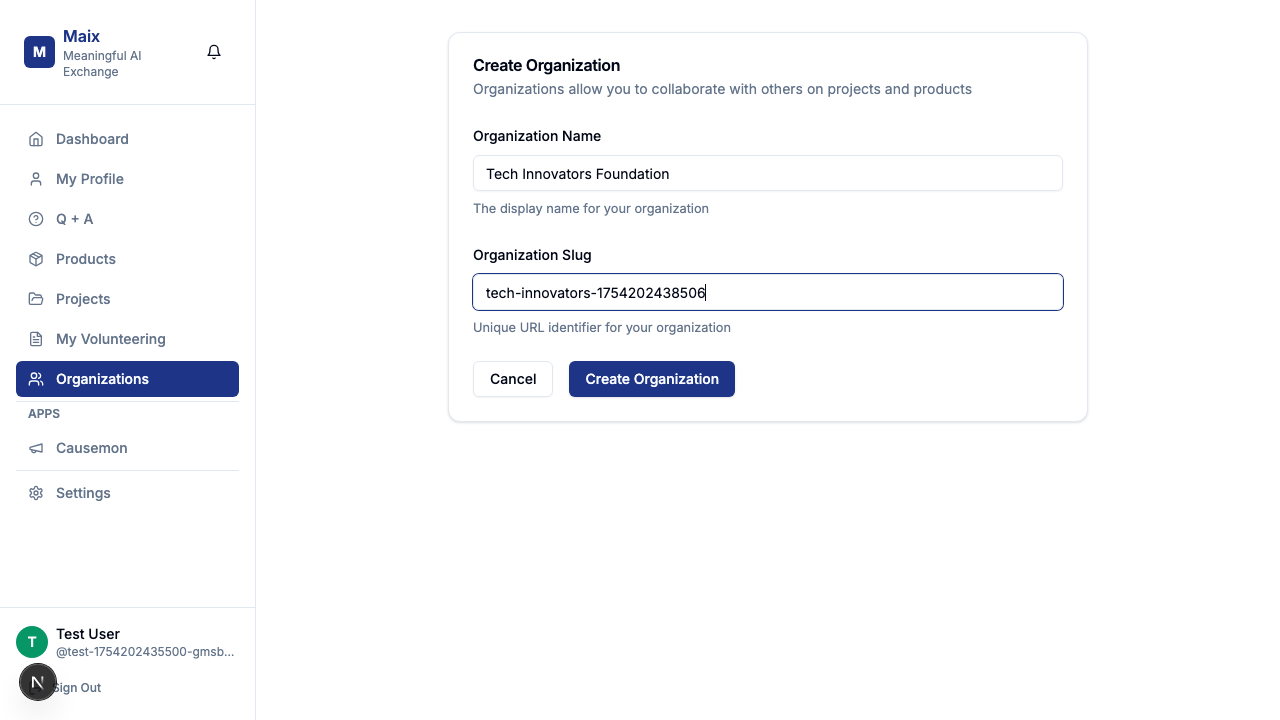 M
Maix
Meaningful AI
Exchange
Dashboard
My Profile
Q + A
Products
Projects
My Volunteering
Organizations
APPS
Causemon
Settings
T
Test User
@test-1754202435500-gmsb...
N
Sign Out
Create Organization
Organizations allow you to collaborate with others on projects and products
Organization Name
Tech Innovators Foundation
The display name for your organization
Organization Slug
tech-innovators-1754202438506
Unique URL identifier for your organization
Cancel
Create Organization